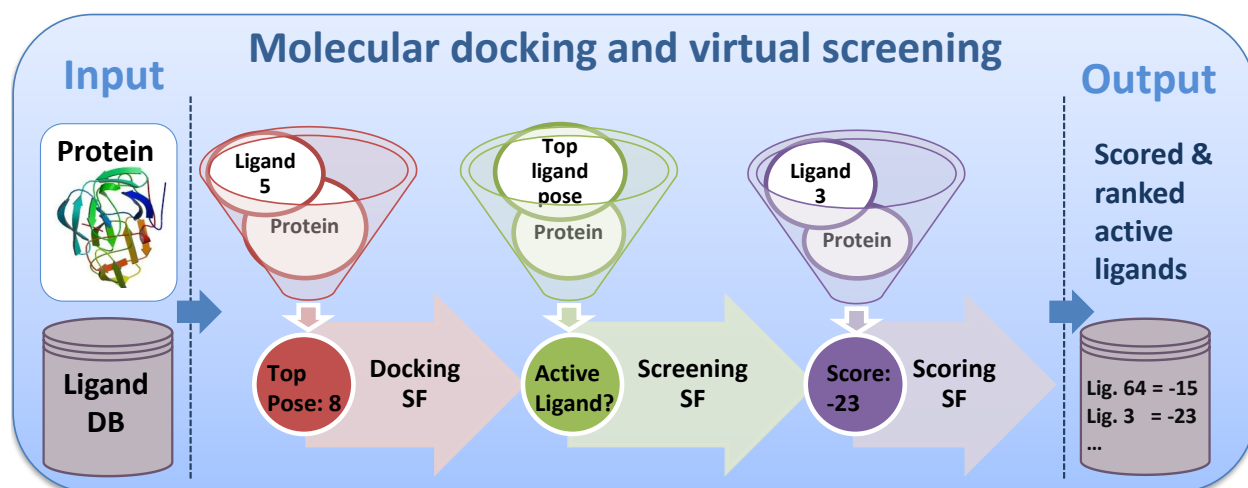 Molecular docking and virtual screening
Input
Protein
Ligand
DB
Ligand
5
Protein
Top
Pose: 8
Docking
SF
Top
ligand
pose
Protein
Active
Ligand?
Screening
SF
Ligand
3
Protein
Score:
-23
Scoring
SF
Output
Scored &
ranked
active
ligands
Lig. 64 = -15
Lig. 3 = -23
...